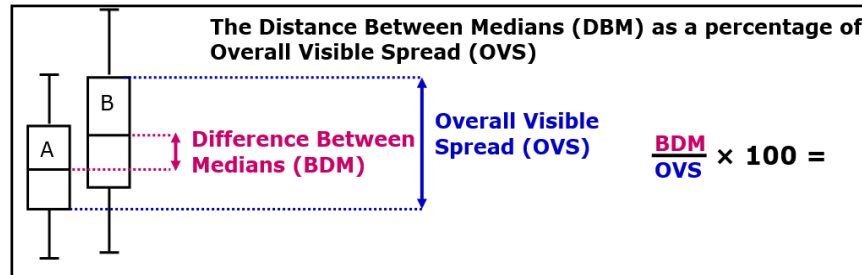 The Distance Between Medians (DBM) as a percentage of
Overall Visible Spread (OVS)
B
A
Difference Between
Medians (BDM)
Overall Visible
Spread (OVS)
BDM
OVS
× 100 =